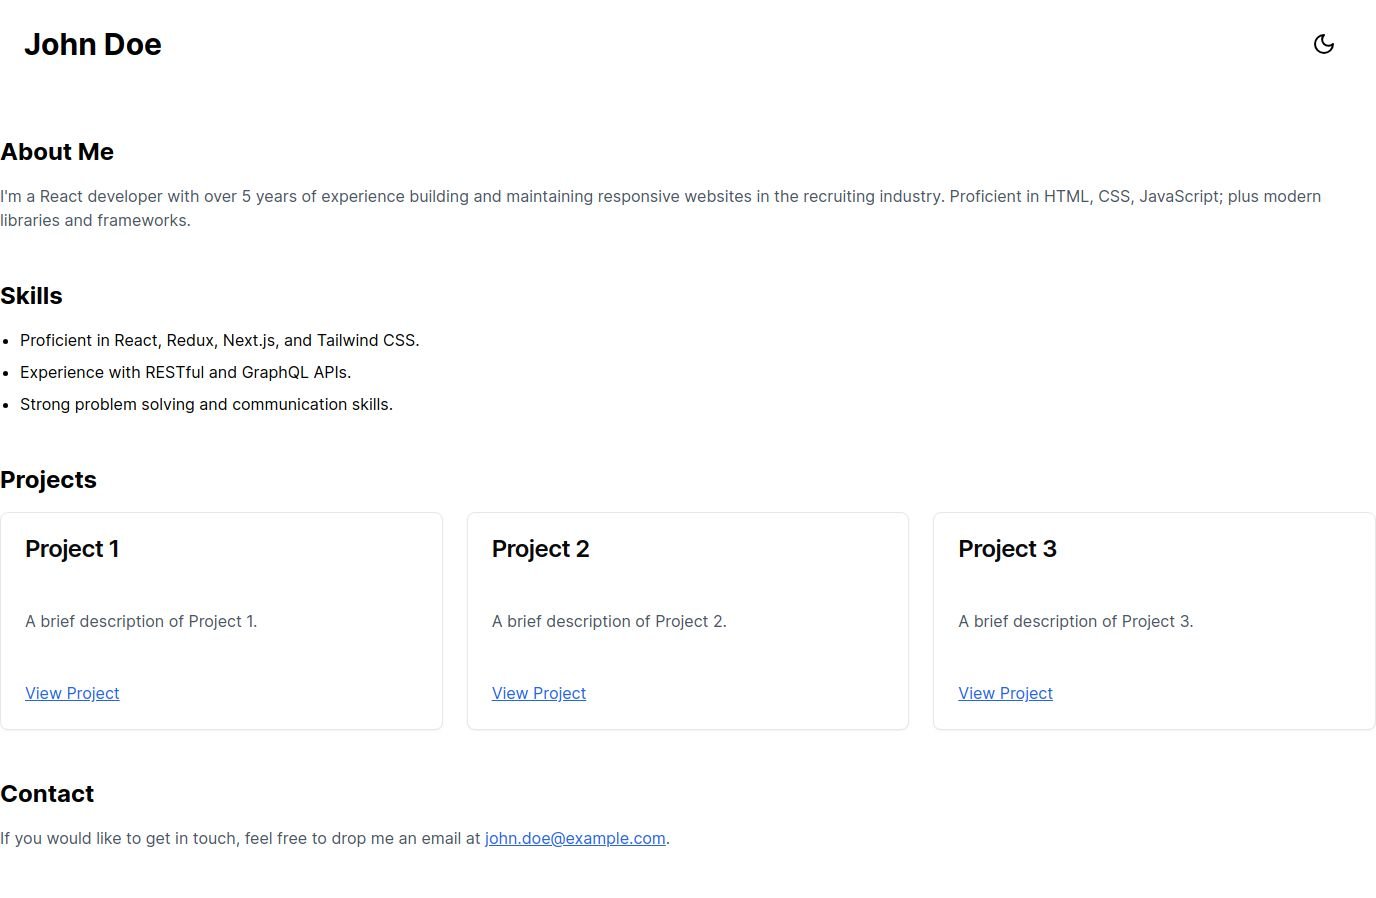 John Doe
About Me
I'm a React developer with over 5 years of experience building and maintaining responsive websites in the recruiting industry. Proficient in HTML, CSS, JavaScript; plus modern
libraries and frameworks.
Skills
• Proficient in React, Redux, Next.js, and Tailwind CSS.
• Experience with RESTful and GraphQL APIs.
• Strong problem solving and communication skills.
Projects
Project 1
A brief description of Project 1.
View Project
Project 2
A brief description of Project 2.
View Project
Project 3
A brief description of Project 3.
View Project
Contact
If you would like to get in touch, feel free to drop me an email at john.doe@example.com.